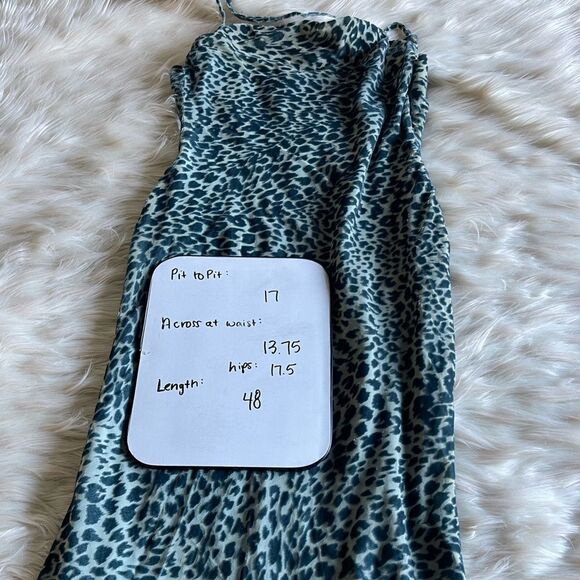 Pit to Pit:
17
Across at waist:
13.75
hips: 17.5
Length:
48